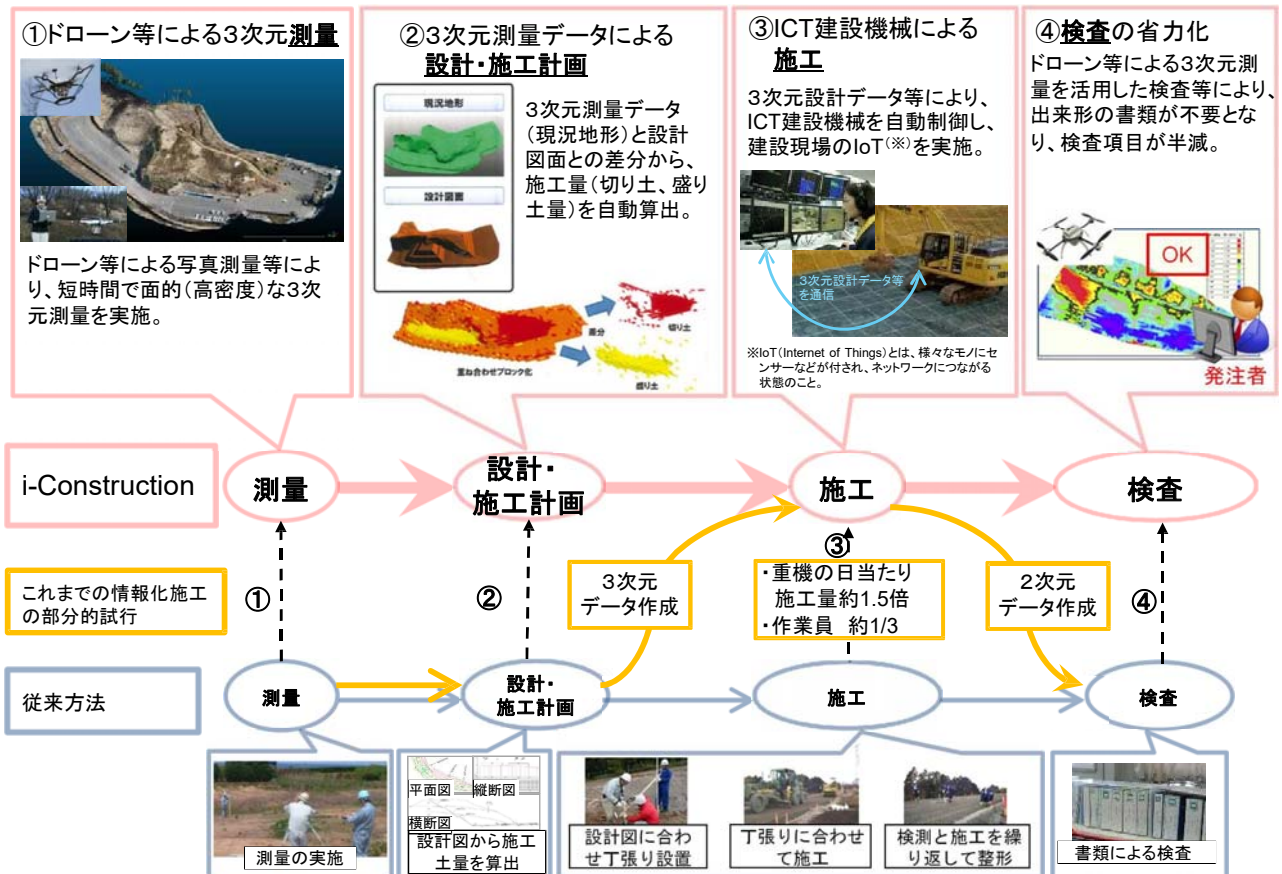 ①ドローン等による3次元測量
ドローン等による写真測量等によ
り、短時間で面的(高密度)な3次
元測量を実施。
②3次元測量データによる
設計・施工計画
現況地形
設計図面
3次元測量データ
(現況地形)と設計
図面との差分から、
施工量(切り土、盛り
土量)を自動算出。
差分
切り土
重ね合わせブロック化
盛り土
③ICT建設機械による
施工
3次元設計データ等により、
ICT建設機械を自動制御し、
建設現場のIoT(※)を実施。
3次元設計データ等
を通信
※IoT(Internet of Things)とは、様々なモノにセ
ンサーなどが付され、ネットワークにつながる
状態のこと。
④検査の省力化
ドローン等による3次元測
量を活用した検査等により、
出来形の書類が不要とな
り、検査項目が半減。
OK
発注者
i-Construction
測量
設計・
施工計画
施工
検査
これまでの情報化施工
の部分的試行
①
②
3次元
データ作成
③
・重機の日当たり
施工量約1.5倍
・作業員 約1/3
2次元
データ作成
④
従来方法
測量
設計・
施工計画
施工
検査
測量の実施
平面図
縦断図
横断図
設計図から施工
土量を算出
設計図に合わ
せ丁張り設置
丁張りに合わせ
て施工
検測と施工を繰
り返して整形
書類による検査